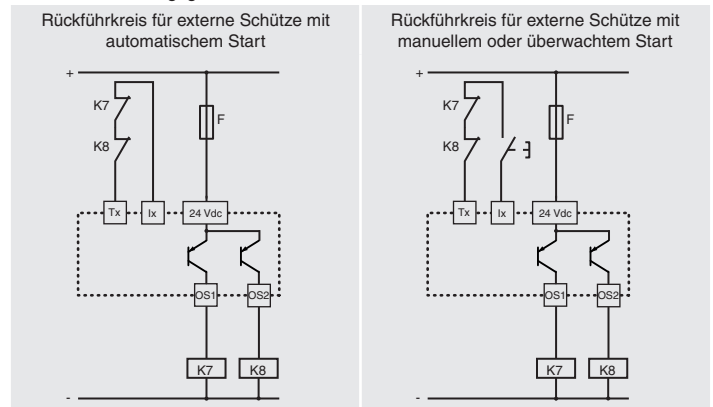 Rückführkreis für externe Schütze mit
automatischem Start
+
K7
K8
F
Tx
Ix
24 Vdc
OS1
OS2
K7
K8
-
Rückführkreis für externe Schütze mit
manuellem oder überwachtem Start
+
K7
K8
F
Tx
Ix
24 Vdc
OS1
OS2
K7
K8
-